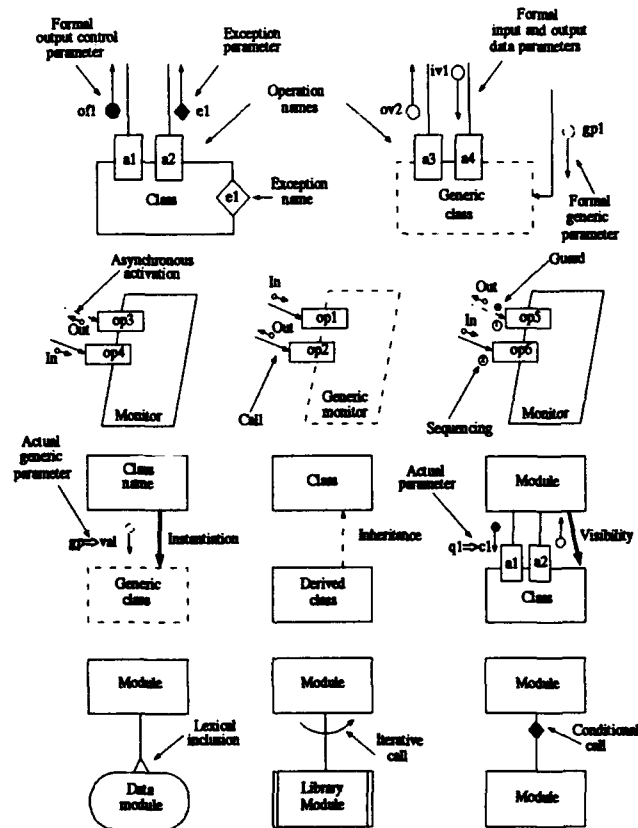 Formal
output control
parameter
Exception
parameter
Formal
input and output
data parameters
of1
e1
Operation
names
ov2
iv1
gp1
a1
a2
Class
e1
Exception
name
a3
a4
Generic
class
Formal
generic
parameter
Asynchronous
activation
Out
op3
In
op4
Monitor
In
op1
Out
op2
Generic
monitor
Call
Guard
Out
op5
In
op6
Sequencing
Monitor
Actual
generic
parameter
Class
name
gp=>val
Instantiation
Generic
class
Class
Inheritance
Derived
class
Actual
parameter
Module
q1=>c1
a1
a2
Visibility
Class
Module
Lexical
inclusion
Data
module
Module
Iterative
call
Library
Module
Module
Conditional
call
Module